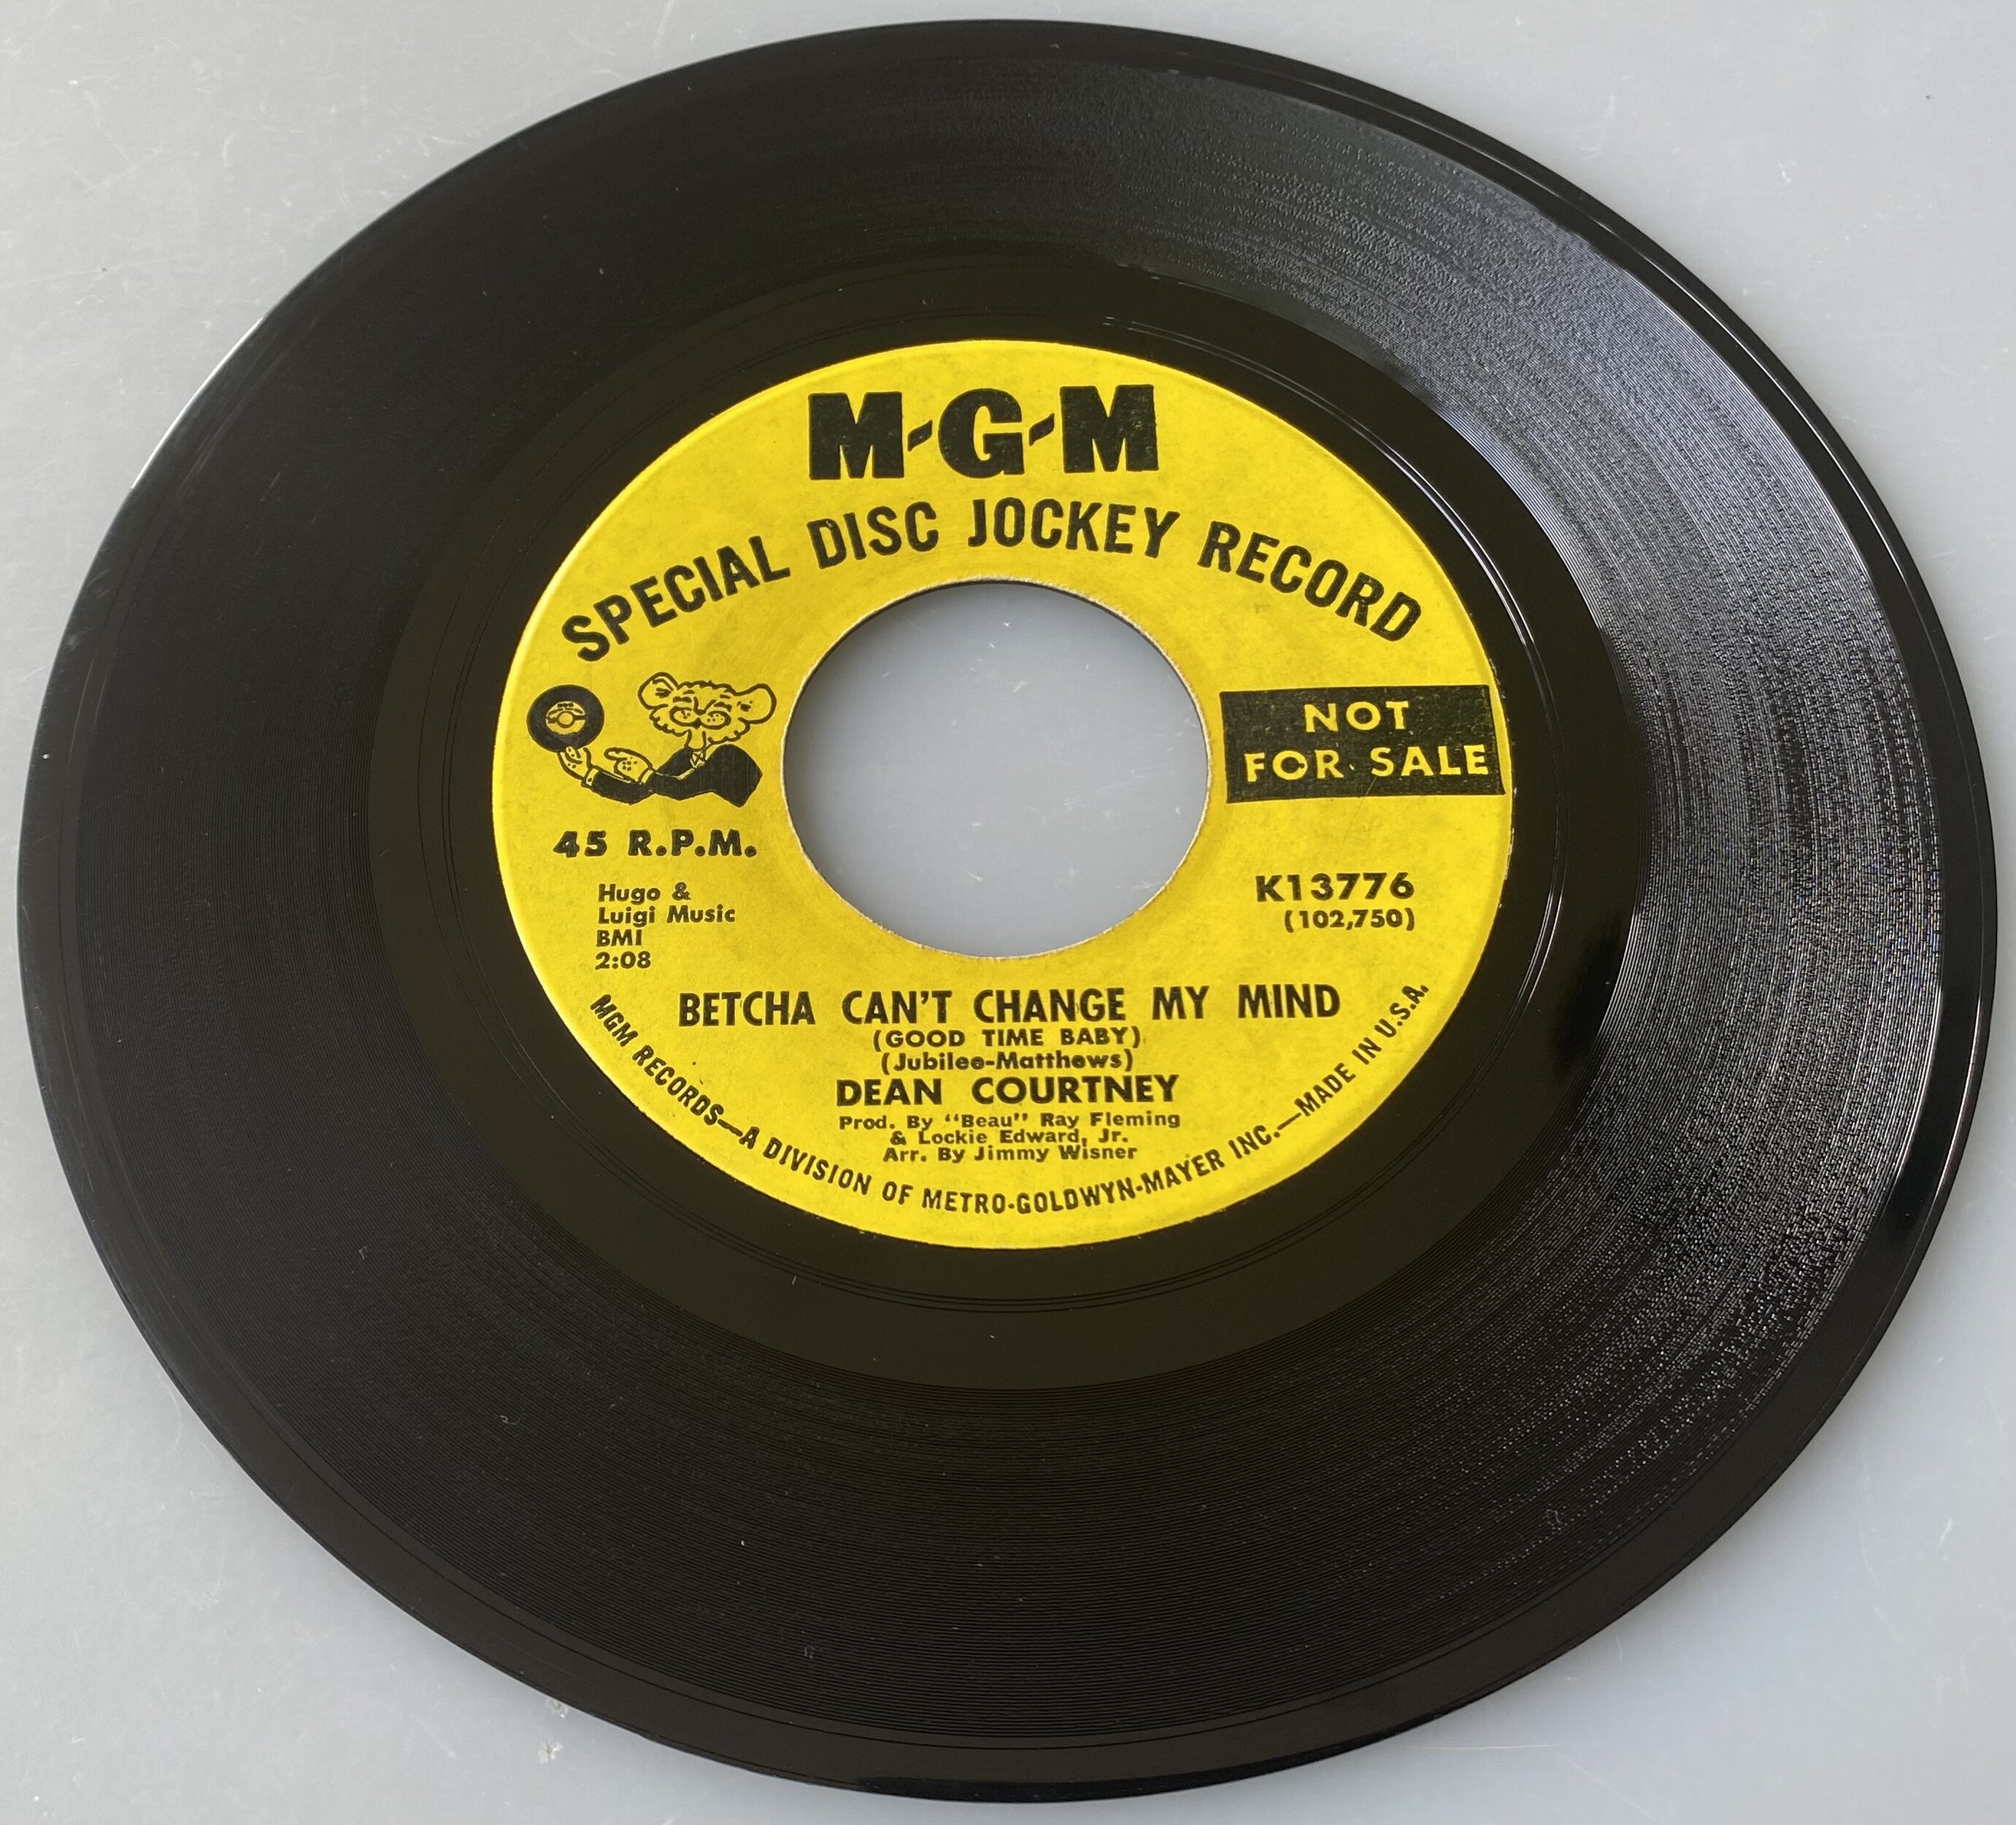 M-G-M
SPECIAL DISC JOCKEY RECORD
NOT
FOR SALE
45 R.P.M.
Hugo &
Luigi Music
BMI
2:08
K13776
(102,750)
BETCHA CAN'T CHANGE MY MIND
(GOOD TIME BABY)
(Jubilee-Matthews)
DEAN COURTNEY
Prod. By "Beau" Ray Fleming
& Lockie Edward, Jr.
Arr. By Jimmy Wisner
MGM RECORDS—A DIVISION OF METRO-GOLDWYN-MAYER INC.—MADE IN U.S.A.